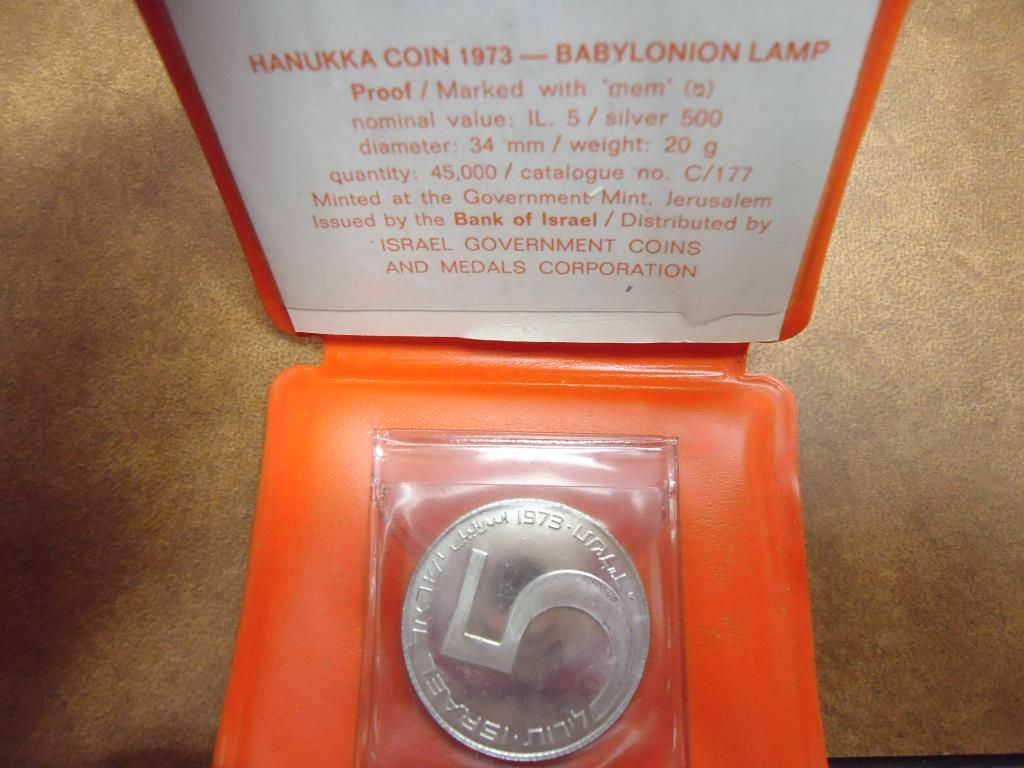 HANUKKA COIN 1973 — BABYLONION LAMP
Proof / Marked with 'mem' (מ)
nominal value: IL. 5 / silver 500
diameter: 34 mm / weight: 20 g
quantity: 45,000 / catalogue no. C/177
Minted at the Government Mint, Jerusalem
Issued by the Bank of Israel / Distributed by
ISRAEL GOVERNMENT COINS
AND MEDALS CORPORATION
ISRAEL ישראל اسرائيل 1973
5